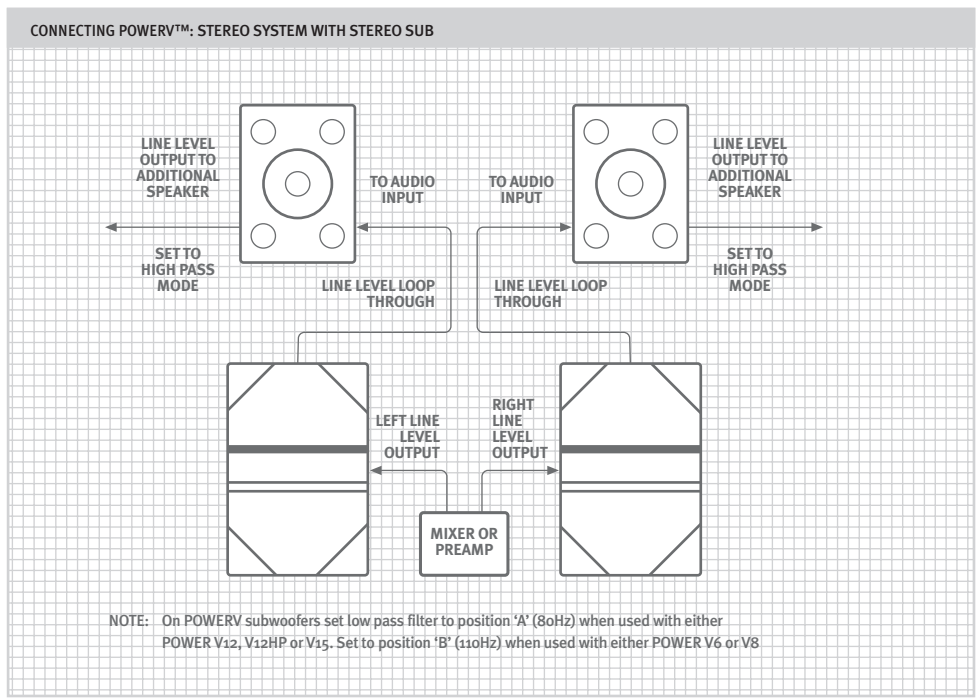 CONNECTING POWERV™: STEREO SYSTEM WITH STEREO SUB
LINE LEVEL
OUTPUT TO
ADDITIONAL
SPEAKER
TO AUDIO
INPUT
TO AUDIO
INPUT
LINE LEVEL
OUTPUT TO
ADDITIONAL
SPEAKER
SET TO
HIGH PASS
MODE
LINE LEVEL LOOP
THROUGH
LINE LEVEL LOOP
THROUGH
SET TO
HIGH PASS
MODE
LEFT LINE
LEVEL
OUTPUT
RIGHT
LINE
LEVEL
OUTPUT
MIXER OR
PREAMP
NOTE: On POWERV subwoofers set low pass filter to position ‘A’ (80Hz) when used with either
POWER V12, V12HP or V15. Set to position ‘B’ (110Hz) when used with either POWER V6 or V8